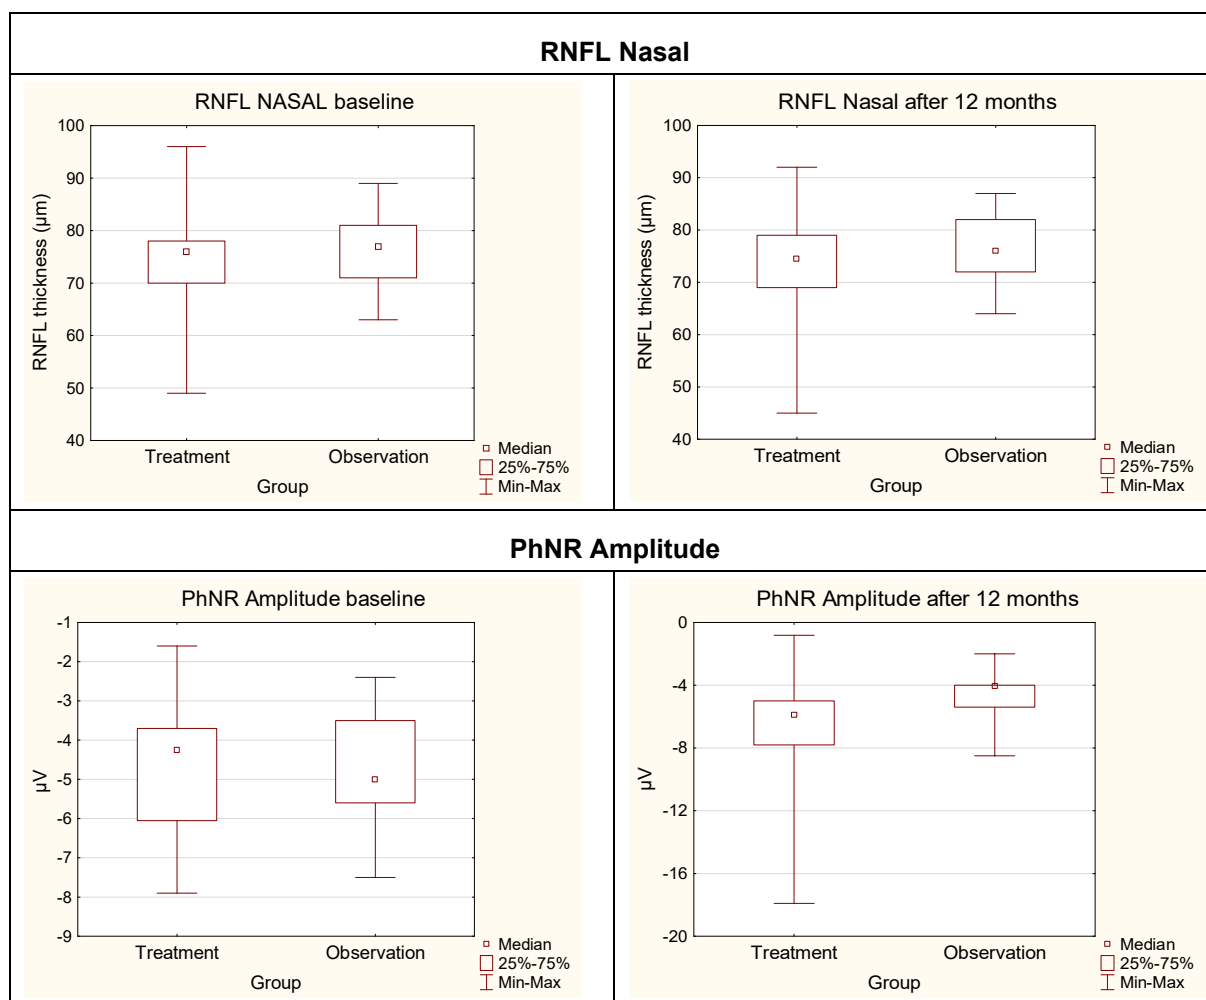 RNFL Nasal
RNFL NASAL baseline
100
90
80
70
60
50
40
RNFL thickness (µm)
Treatment
Observation
Group
Median
25%-75%
Min-Max
RNFL Nasal after 12 months
100
90
80
70
60
50
40
RNFL thickness (µm)
Treatment
Observation
Group
Median
25%-75%
Min-Max
PhNR Amplitude
PhNR Amplitude baseline
-1
-2
-3
-4
-5
-6
-7
-8
-9
µV
Treatment
Observation
Group
Median
25%-75%
Min-Max
PhNR Amplitude after 12 months
0
-4
-8
-12
-16
-20
µV
Treatment
Observation
Group
Median
25%-75%
Min-Max